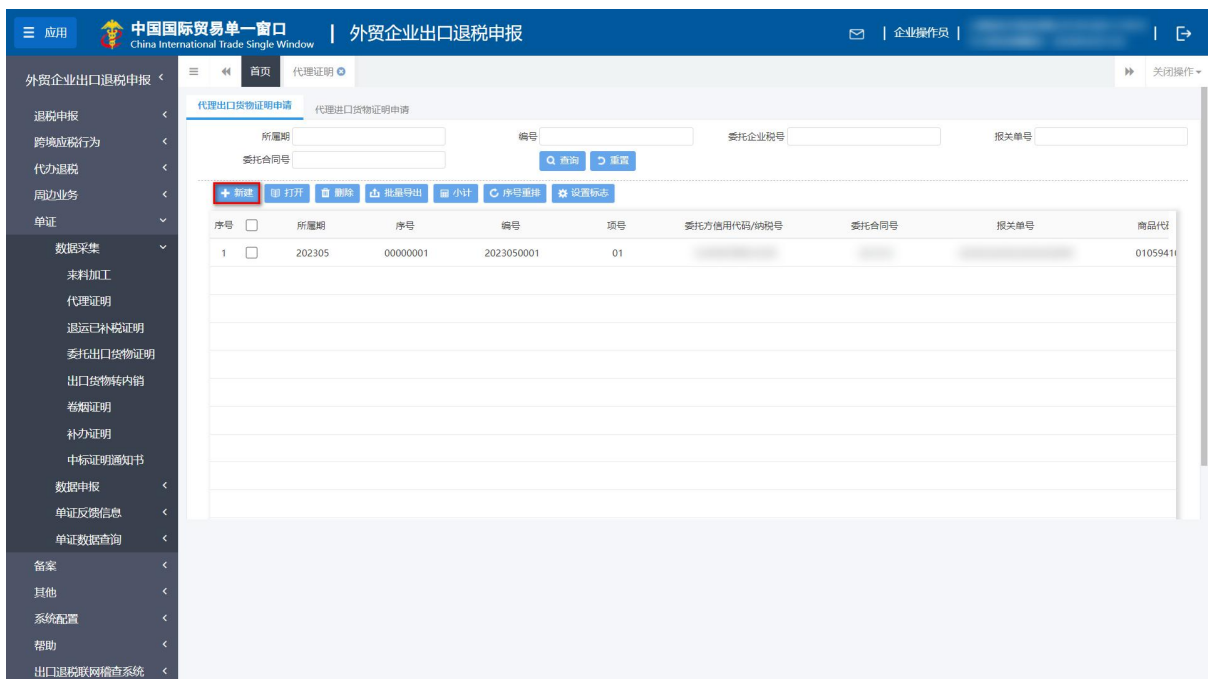 应用
中国国际贸易单一窗口
China International Trade Single Window
外贸企业出口退税申报
企业操作员
外贸企业出口退税申报
首页
代理证明
关闭操作
退税申报
跨境应税行为
代办退税
周边业务
单证
数据采集
来料加工
代理证明
退运已补税证明
委托出口货物证明
出口货物转内销
卷烟证明
补办证明
中标证明通知书
数据申报
单证反馈信息
单证数据查询
备案
其他
系统配置
帮助
出口退税联网稽查系统
代理出口货物证明申请 代理进口货物证明申请
所属期 编号 委托企业税号 报关单号
委托合同号 查询 重置
新建 打开 删除 批量导出 小计 序号重排 设置标志
序号 所属期 序号 编号 项号 委托方信用代码/纳税号 委托合同号 报关单号 商品代
1 202305 00000001 2023050001 01 0105941